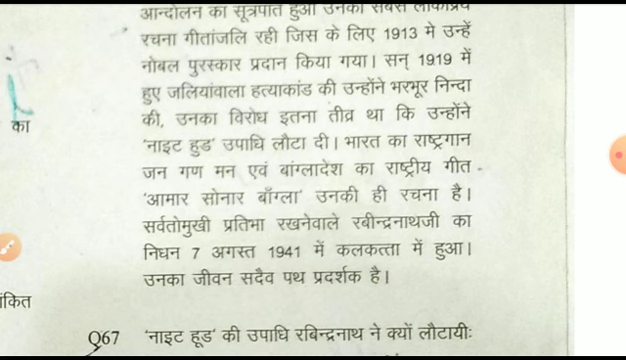 आन्दोलन का सूत्रपात हुआ उनकी सबसे लोकप्रिय
रचना गीतांजलि रही जिस के लिए 1913 मे उन्हें
नोबल पुरस्कार प्रदान किया गया। सन् 1919 में
हुए जलियांवाला हत्याकांड की उन्होंने भरभूर निन्दा
की, उनका विरोध इतना तीव्र था कि उन्होंने
'नाइट हुड' उपाधि लौटा दी। भारत का राष्ट्रगान
जन गण मन एवं बांग्लादेश का राष्ट्रीय गीत
'आमार सोनार बाँग्ला' उनकी ही रचना है।
सर्वतोमुखी प्रतिभा रखनेवाले रबीन्द्रनाथजी का
निधन 7 अगस्त 1941 में कलकत्ता में हुआ।
उनका जीवन सदैव पथ प्रदर्शक है।
Q67 'नाइट हूड' की उपाधि रबिन्द्रनाथ ने क्यों लौटायीः
का
ंकित